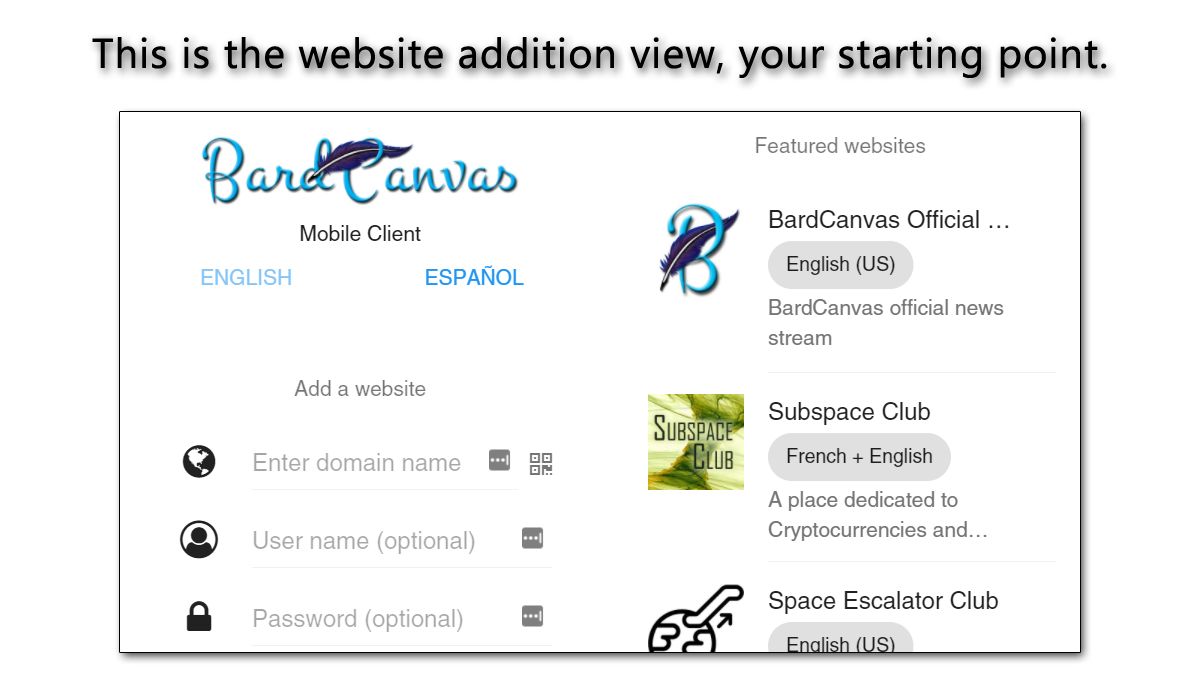 This is the website addition view, your starting point.
BardCanvas
Mobile Client
ENGLISH ESPAÑOL
Add a website
Enter domain name
User name (optional)
Password (optional)
Featured websites
B
BardCanvas Official …
English (US)
BardCanvas official news
stream
SUBSPACE
CLUB
Subspace Club
French + English
A place dedicated to
Cryptocurrencies and…
Space Escalator Club
English (US)